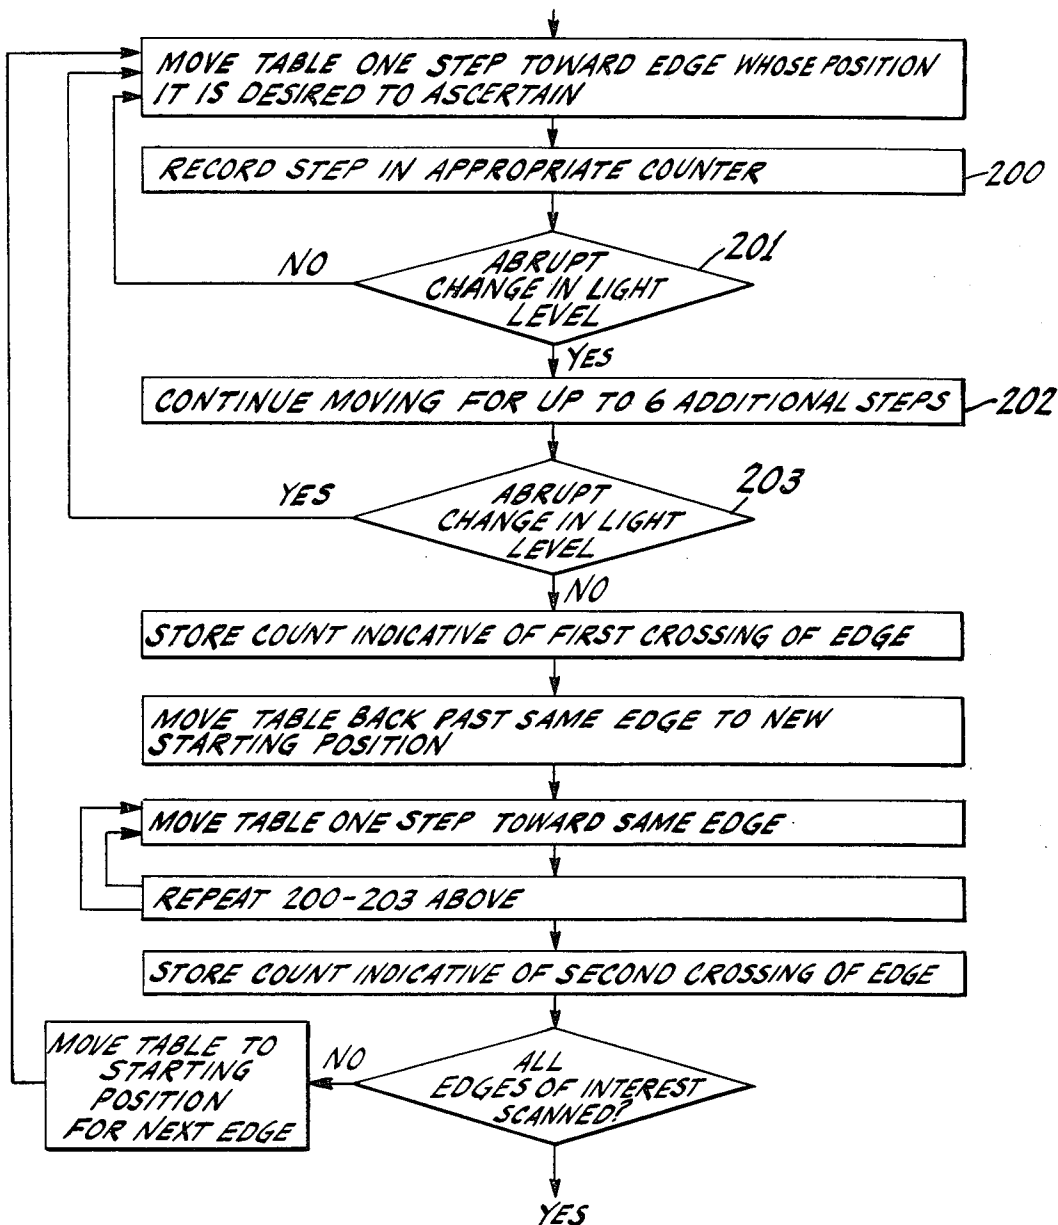 MOVE TABLE ONE STEP TOWARD EDGE WHOSE POSITION
IT IS DESIRED TO ASCERTAIN
RECORD STEP IN APPROPRIATE COUNTER
200
201
NO
ABRUPT
CHANGE IN LIGHT
LEVEL
YES
CONTINUE MOVING FOR UP TO 6 ADDITIONAL STEPS
202
203
YES
ABRUPT
CHANGE IN LIGHT
LEVEL
NO
STORE COUNT INDICATIVE OF FIRST CROSSING OF EDGE
MOVE TABLE BACK PAST SAME EDGE TO NEW
STARTING POSITION
MOVE TABLE ONE STEP TOWARD SAME EDGE
REPEAT 200-203 ABOVE
STORE COUNT INDICATIVE OF SECOND CROSSING OF EDGE
MOVE TABLE TO
STARTING
POSITION
FOR NEXT EDGE
NO
ALL
EDGES OF INTEREST
SCANNED?
YES